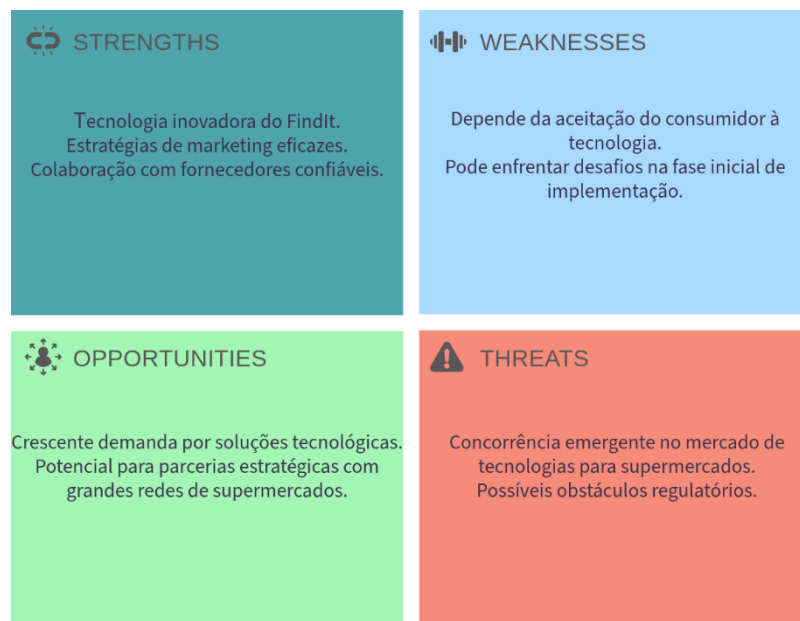 STRENGTHS
Tecnologia inovadora do FindIt.
Estratégias de marketing eficazes.
Colaboração com fornecedores confiáveis.
WEAKNESSES
Depende da aceitação do consumidor à
tecnologia.
Pode enfrentar desafios na fase inicial de
implementação.
OPPORTUNITIES
Crescente demanda por soluções tecnológicas.
Potencial para parcerias estratégicas com
grandes redes de supermercados.
THREATS
Concorrência emergente no mercado de
tecnologias para supermercados.
Possíveis obstáculos regulatórios.